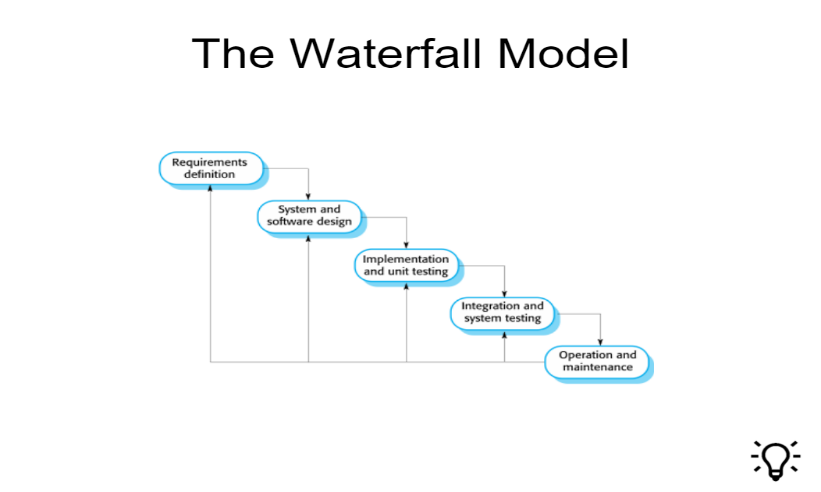 The Waterfall Model
Requirements
definition
System and
software design
Implementation
and unit testing
Integration and
system testing
Operation and
maintenance